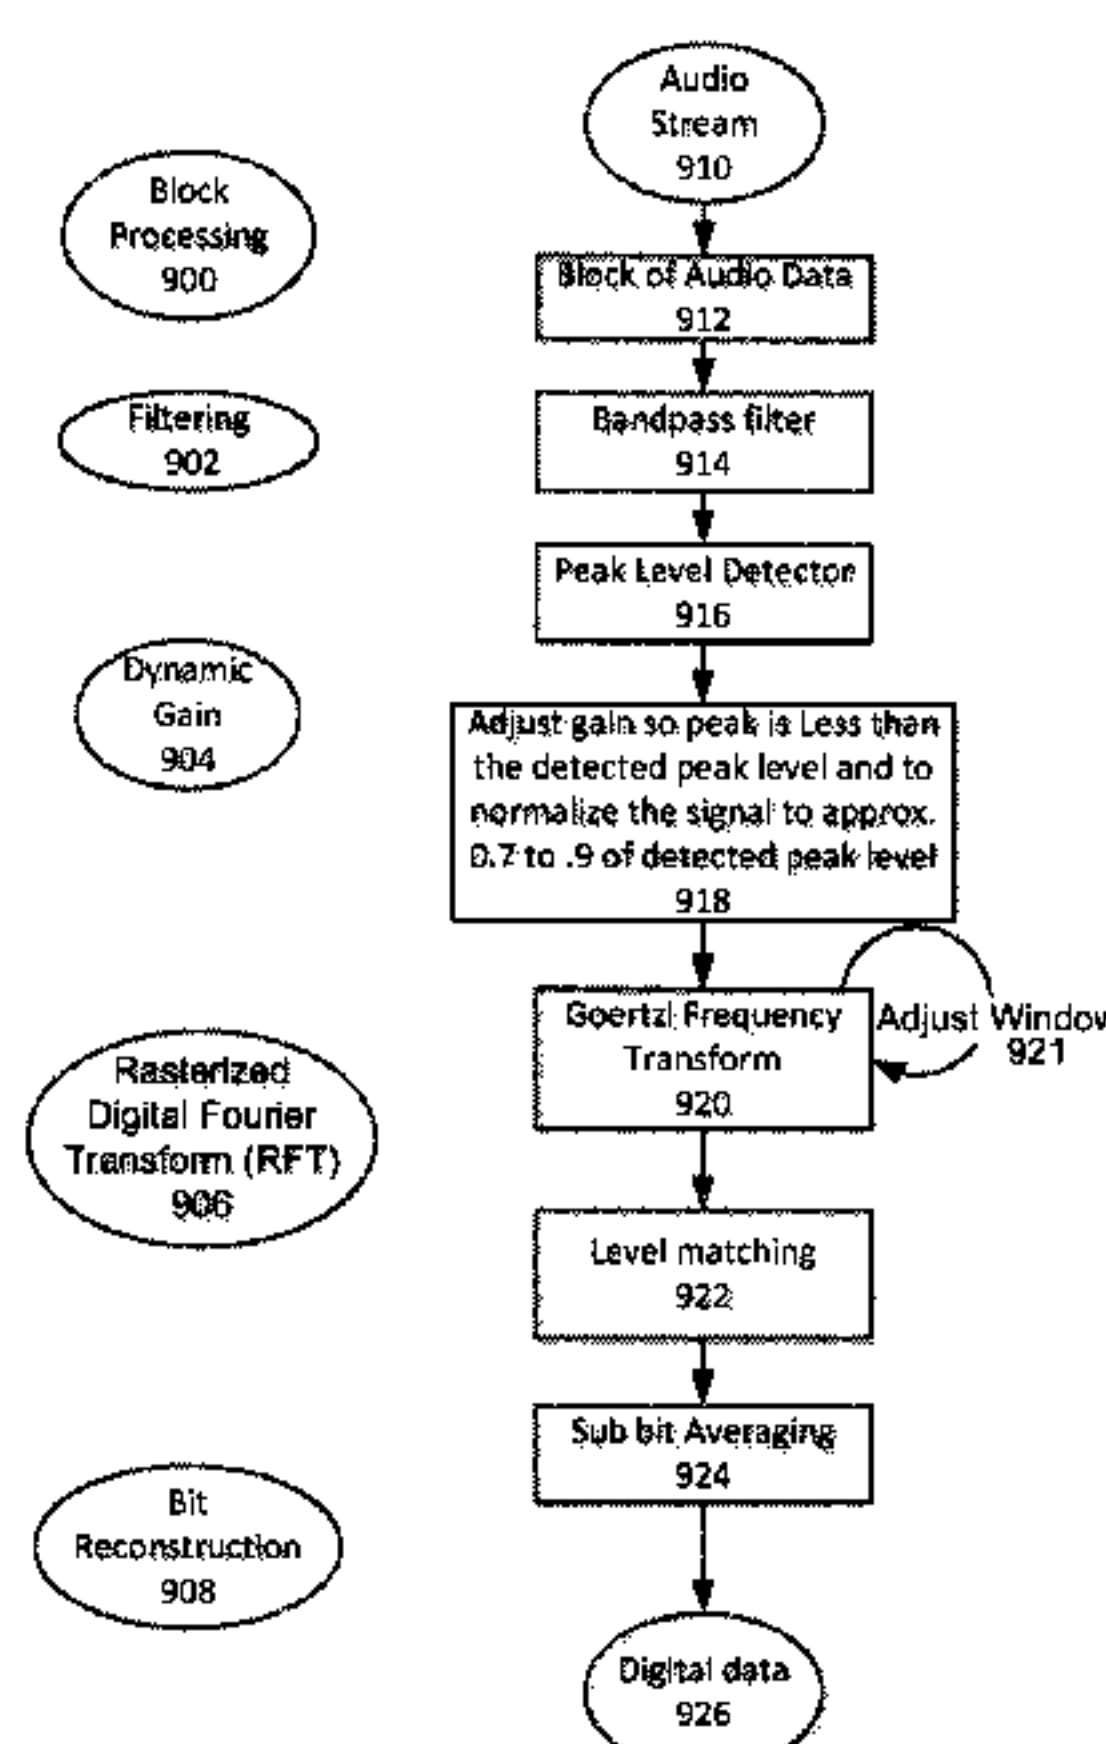 Audio
Stream
910
Block
Processing
900
Block of Audio Data
912
Filtering
902
Bandpass filter
914
Peak Level Detector
916
Dynamic
Gain
904
Adjust gain so peak is Less than
the detected peak level and to
normalize the signal to approx.
0.7 to .9 of detected peak level
918
Goertzl Frequency
Transform
920
Adjust Window
921
Rasterized
Digital Fourier
Transform (RFT)
906
Level matching
922
Sub bit Averaging
924
Bit
Reconstruction
908
Digital data
926